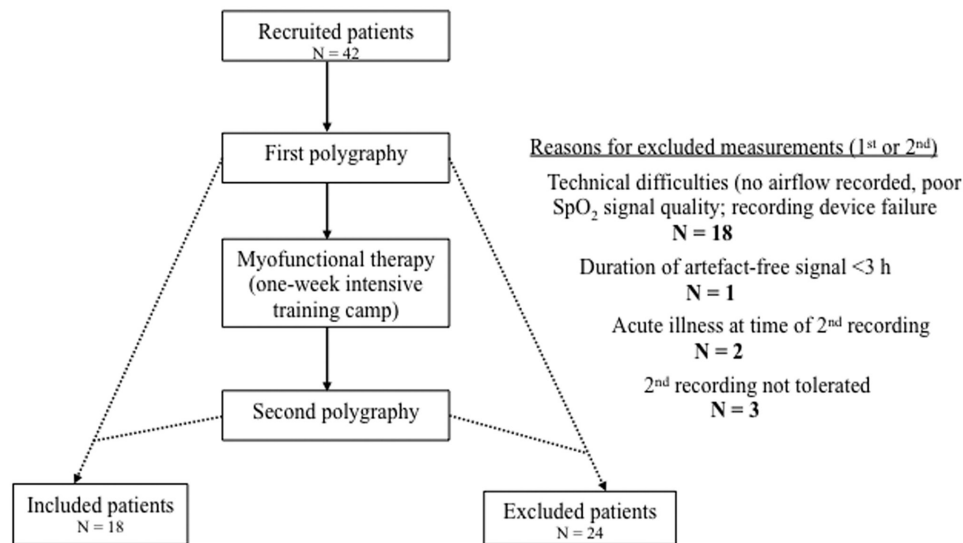 Recruited patients
N = 42
First polygraphy
Myofunctional therapy
(one-week intensive
training camp)
Second polygraphy
Included patients
N = 18
Excluded patients
N = 24
Reasons for excluded measurements (1st or 2nd)
Technical difficulties (no airflow recorded, poor
SpO₂ signal quality; recording device failure
N = 18
Duration of artefact-free signal <3 h
N = 1
Acute illness at time of 2nd recording
N = 2
2nd recording not tolerated
N = 3